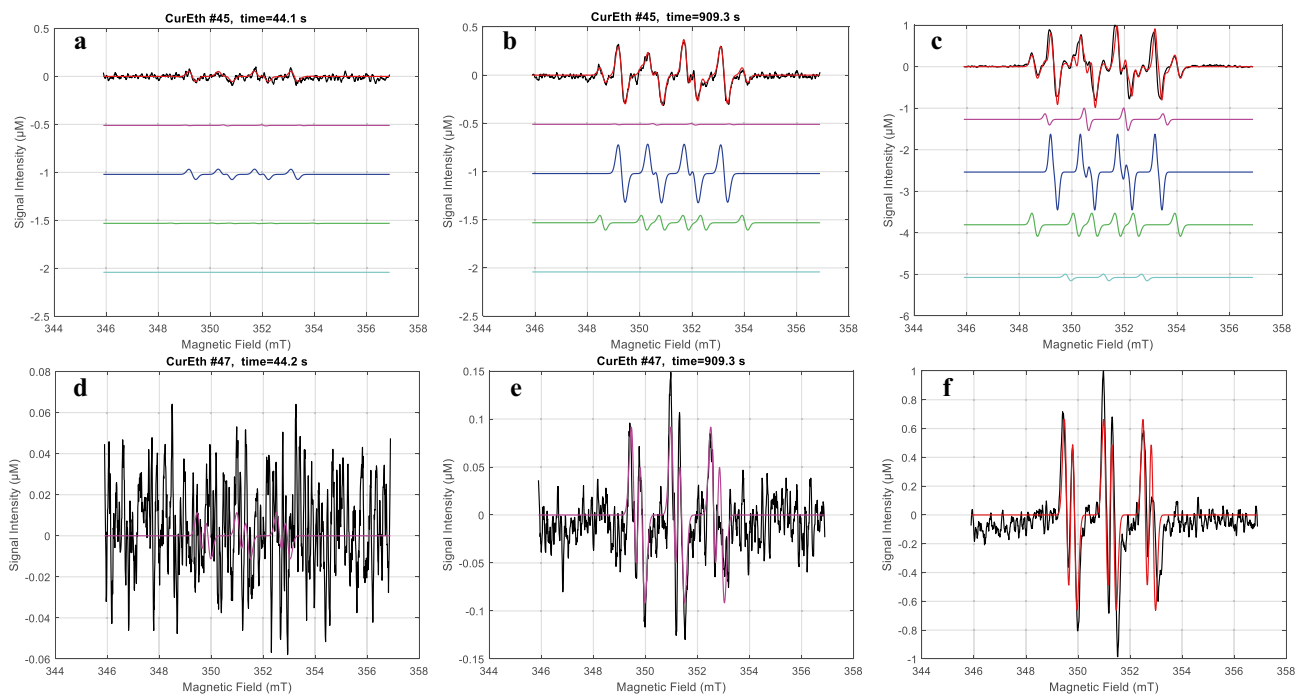 CurEth #45, time=44.1 s
a
0.5
0
-0.5
-1
-1.5
-2
-2.5
Signal Intensity (µM)
344 346 348 350 352 354 356 358
Magnetic Field (mT)
CurEth #45, time=909.3 s
b
0.5
0
-0.5
-1
-1.5
-2
-2.5
Signal Intensity (µM)
344 346 348 350 352 354 356 358
Magnetic Field (mT)
c
1
0
-1
-2
-3
-4
-5
-6
Signal Intensity (µM)
344 346 348 350 352 354 356 358
Magnetic Field (mT)
CurEth #47, time=44.2 s
d
0.08
0.06
0.04
0.02
0
-0.02
-0.04
-0.06
Signal Intensity (µM)
344 346 348 350 352 354 356 358
Magnetic Field (mT)
CurEth #47, time=909.3 s
e
0.15
0.1
0.05
0
-0.05
-0.1
-0.15
Signal Intensity (µM)
344 346 348 350 352 354 356 358
Magnetic Field (mT)
f
1
0.8
0.6
0.4
0.2
0
-0.2
-0.4
-0.6
-0.8
-1
Signal Intensity (µM)
344 346 348 350 352 354 356 358
Magnetic Field (mT)